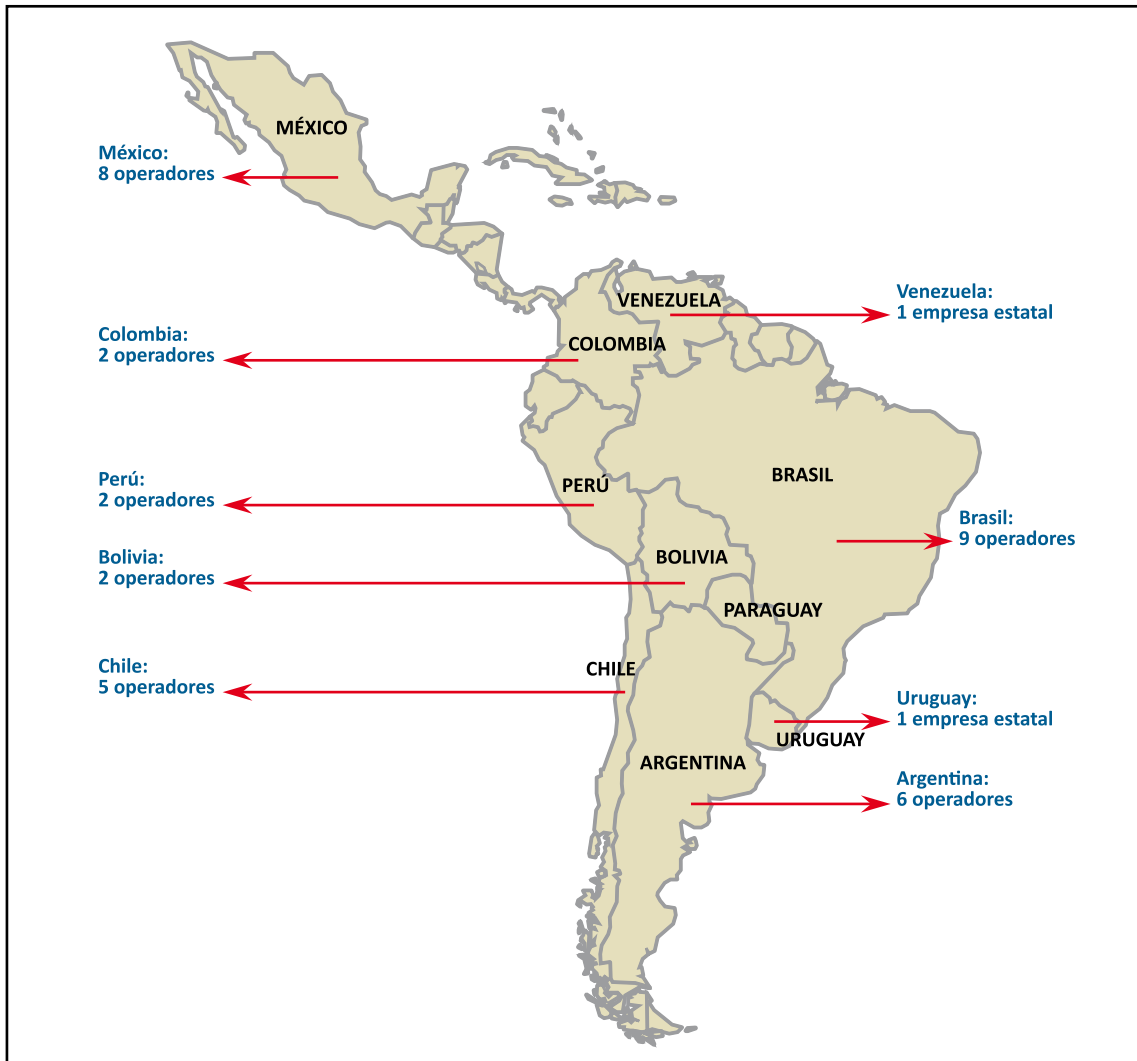 MÉXICO
México:
8 operadores
VENEZUELA
Venezuela:
1 empresa estatal
Colombia:
2 operadores
COLOMBIA
Perú:
2 operadores
PERÚ
BRASIL
Brasil:
9 operadores
Bolivia:
2 operadores
BOLIVIA
PARAGUAY
Chile:
5 operadores
CHILE
Uruguay:
1 empresa estatal
URUGUAY
ARGENTINA
Argentina:
6 operadores